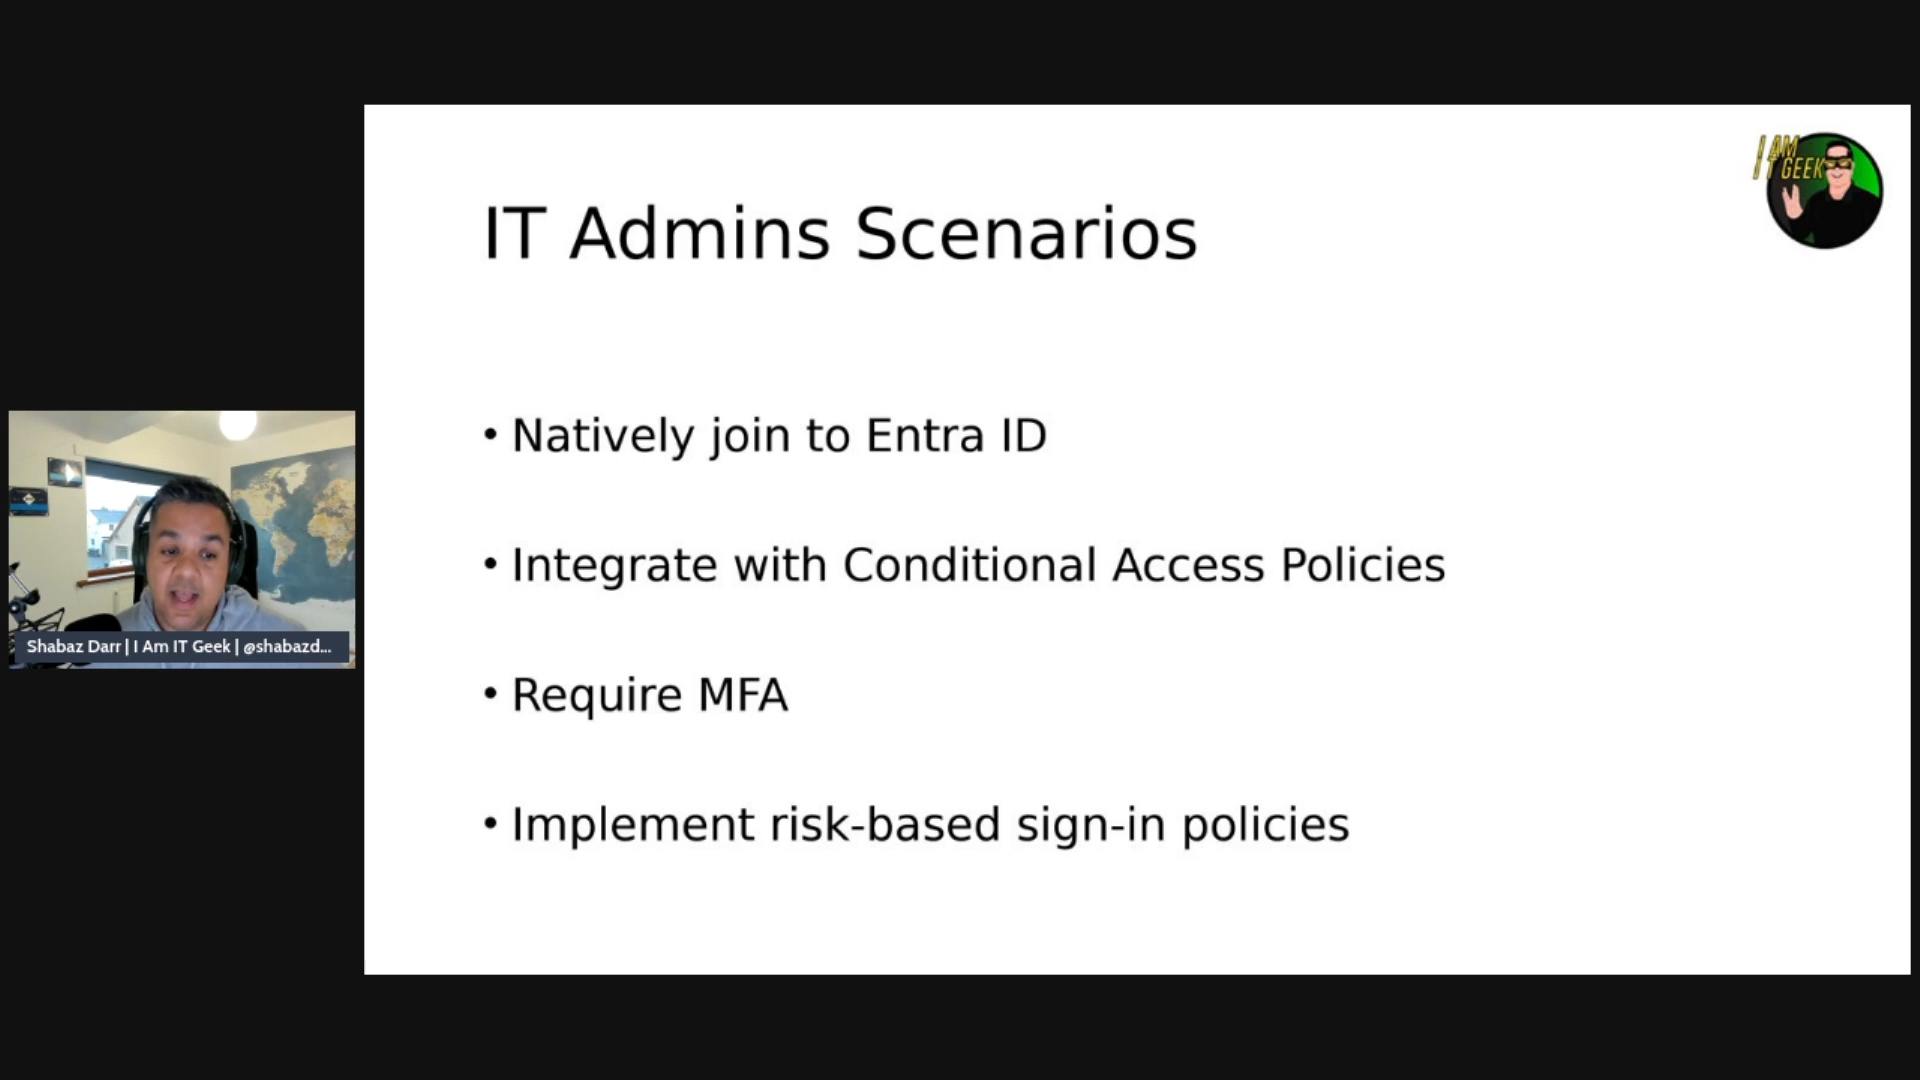 I AM
IT GEEK
IT Admins Scenarios
• Natively join to Entra ID
• Integrate with Conditional Access Policies
• Require MFA
• Implement risk-based sign-in policies
Shabaz Darr | I Am IT Geek | @shabazd...